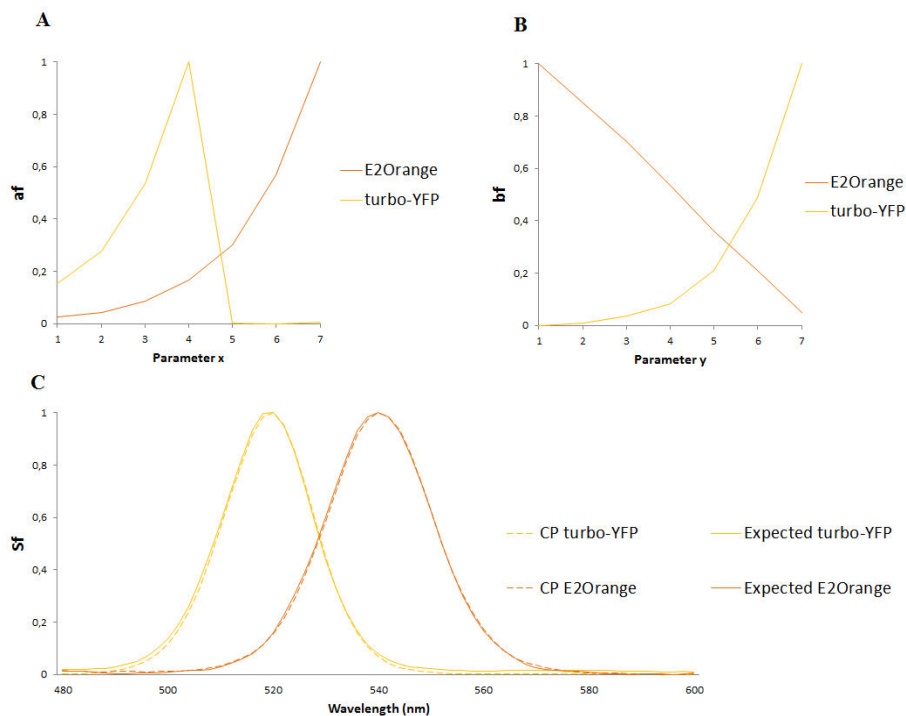 A
1
0,8
0,6
0,4
0,2
0
af
1 2 3 4 5 6 7
Parameter x
E2Orange
turbo-YFP
B
1
0,8
0,6
0,4
0,2
0
bf
1 2 3 4 5 6 7
Parameter y
E2Orange
turbo-YFP
C
1
0,8
0,6
0,4
0,2
0
Sf
480 500 520 540 560 580 600
Wavelength (nm)
CP turbo-YFP Expected turbo-YFP
CP E2Orange Expected E2Orange